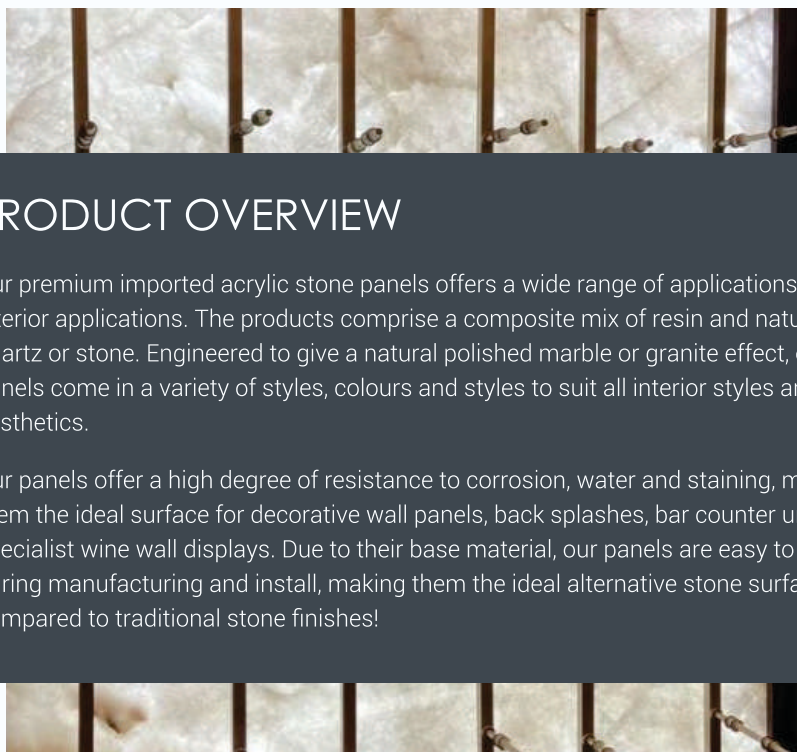 RODUCT OVERVIEW
ur premium imported acrylic stone panels offers a wide range of applications
terior applications. The products comprise a composite mix of resin and natu
artz or stone. Engineered to give a natural polished marble or granite effect,
nels come in a variety of styles, colours and styles to suit all interior styles a
sthetics.
ur panels offer a high degree of resistance to corrosion, water and staining, m
em the ideal surface for decorative wall panels, back splashes, bar counter u
ecialist wine wall displays. Due to their base material, our panels are easy to
ring manufacturing and install, making them the ideal alternative stone surfa
mpared to traditional stone finishes!